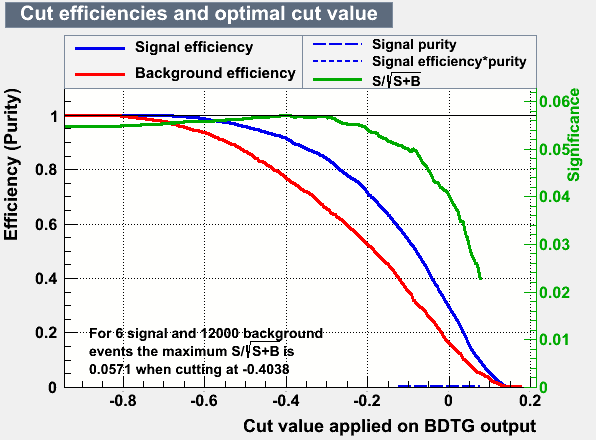 Cut efficiencies and optimal cut value
Signal efficiency
Background efficiency
Signal purity
Signal efficiency*purity
S/√S+B
Efficiency (Purity)
1
0.8
0.6
0.4
0.2
0
0.06
0.05
0.04
0.03
0.02
0.01
0
Significance
For 6 signal and 12000 background
events the maximum S/√S+B is
0.0571 when cutting at -0.4038
-0.8 -0.6 -0.4 -0.2 0 0.2
Cut value applied on BDTG output